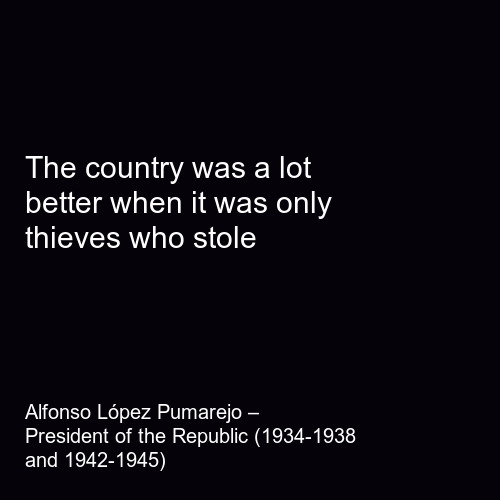 The country was a lot
better when it was only
thieves who stole
Alfonso López Pumarejo –
President of the Republic (1934-1938
and 1942-1945)